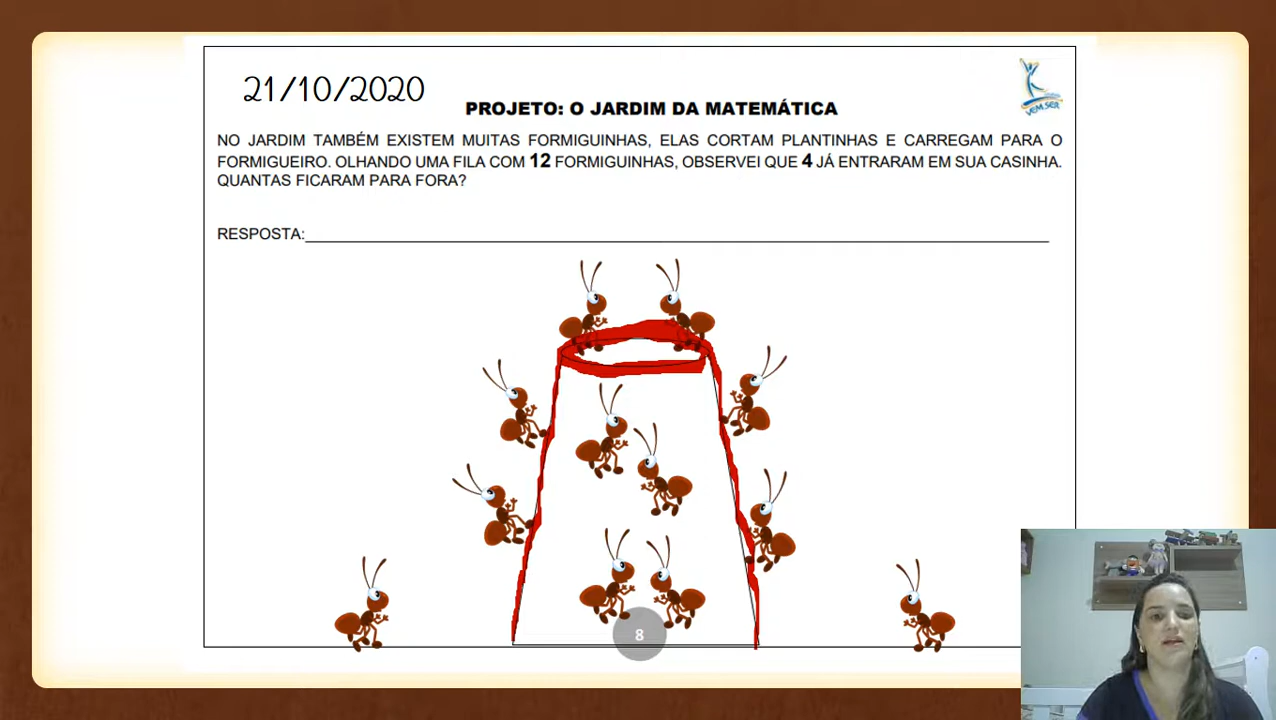 21/10/2020
PROJETO: O JARDIM DA MATEMÁTICA
VEM SER
NO JARDIM TAMBÉM EXISTEM MUITAS FORMIGUINHAS, ELAS CORTAM PLANTINHAS E CARREGAM PARA O
FORMIGUEIRO. OLHANDO UMA FILA COM 12 FORMIGUINHAS, OBSERVEI QUE 4 JÁ ENTRARAM EM SUA CASINHA.
QUANTAS FICARAM PARA FORA?
RESPOSTA:
8